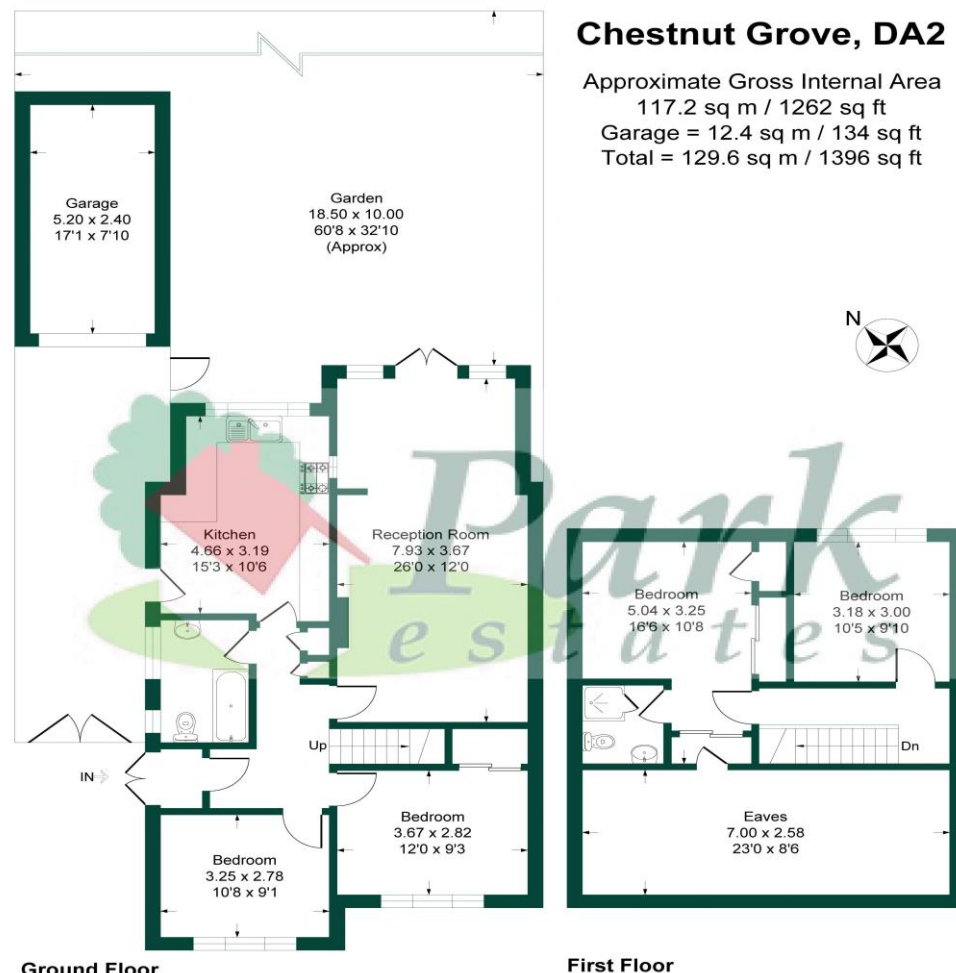 Chestnut Grove, DA2
Approximate Gross Internal Area
117.2 sq m / 1262 sq ft
Garage = 12.4 sq m / 134 sq ft
Total = 129.6 sq m / 1396 sq ft
Garage
5.20 x 2.40
17'1 x 7'10
Garden
18.50 x 10.00
60'8 x 32'10
(Approx)
N
Park
estates
Kitchen
4.66 x 3.19
15'3 x 10'6
Reception Room
7.93 x 3.67
26'0 x 12'0
Bedroom
5.04 x 3.25
16'6 x 10'8
Bedroom
3.18 x 3.00
10'5 x 9'10
Up
Dn
IN
Bedroom
3.67 x 2.82
12'0 x 9'3
Eaves
7.00 x 2.58
23'0 x 8'6
Bedroom
3.25 x 2.78
10'8 x 9'1
Ground Floor
First Floor